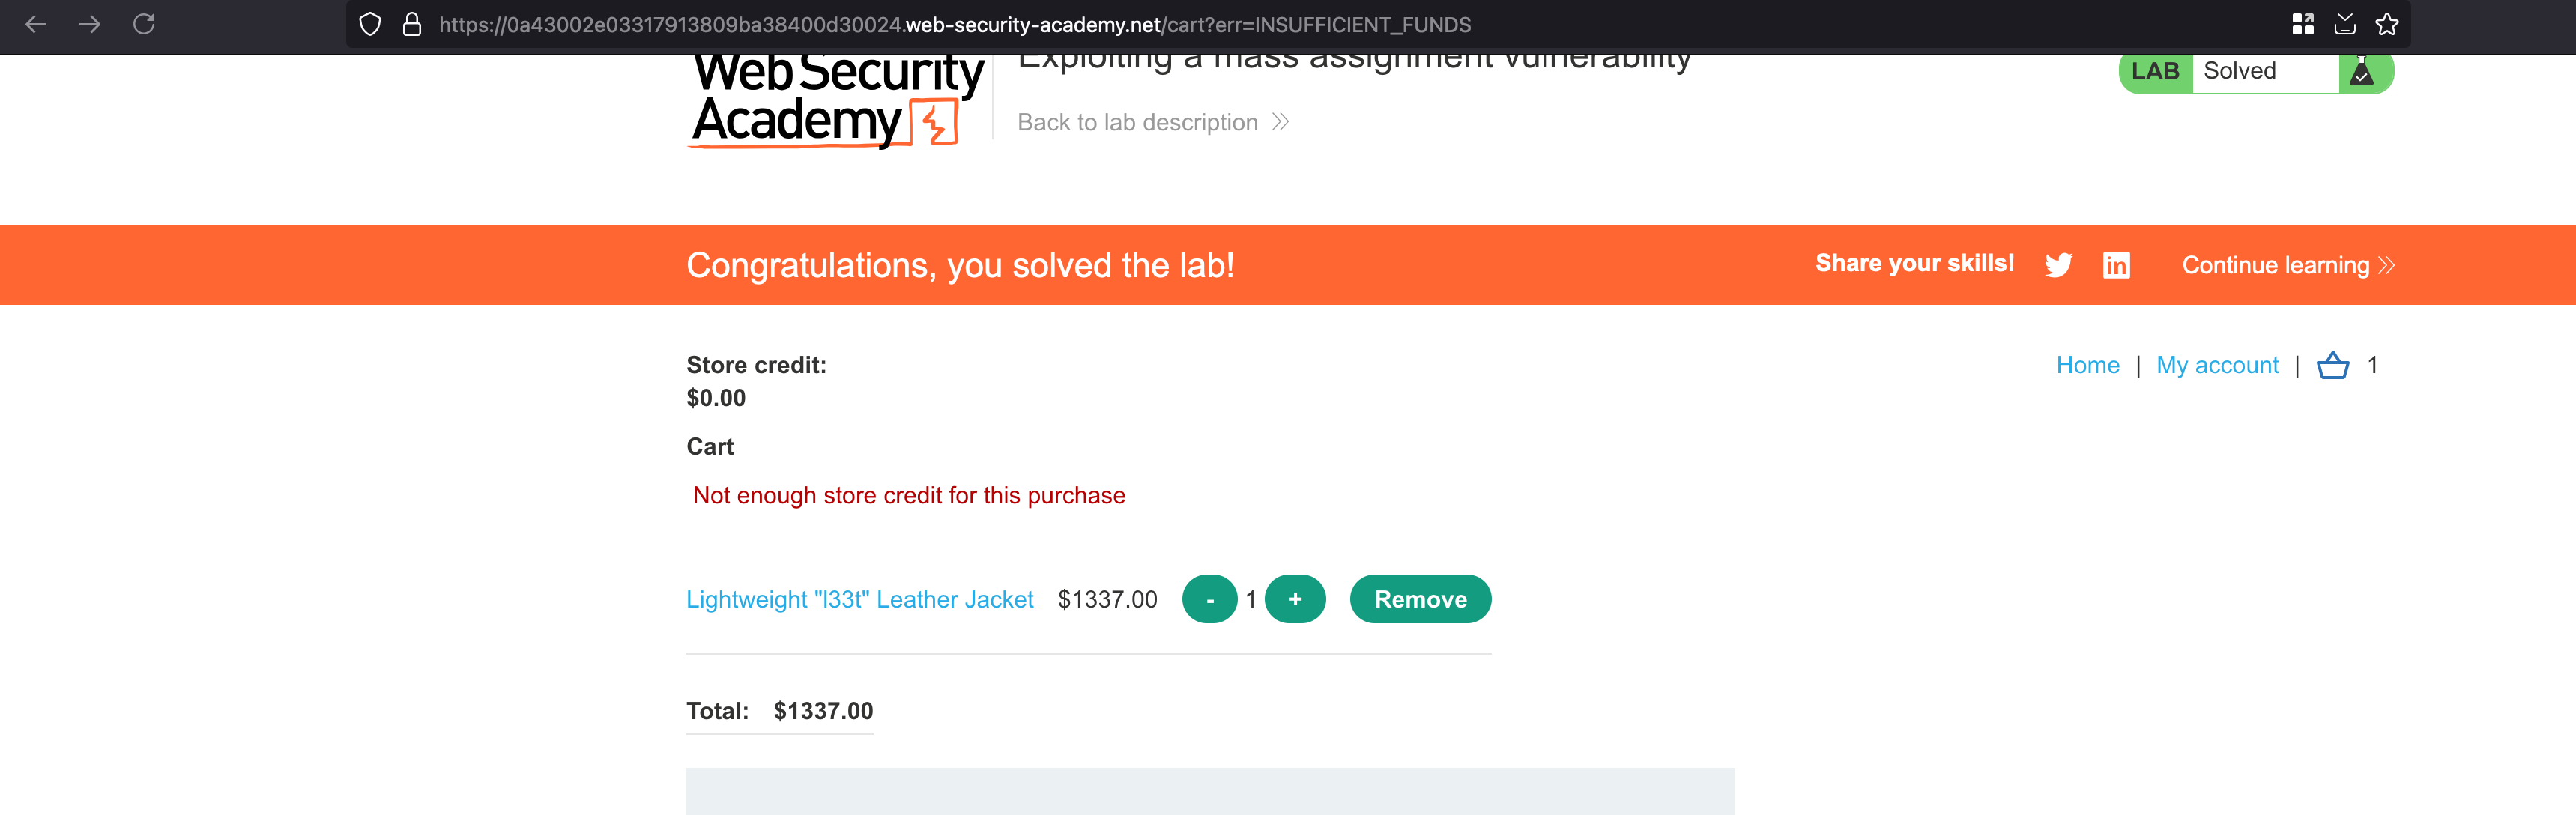 https://0a43002e03317913809ba38400d30024.web-security-academy.net/cart?err=INSUFFICIENT_FUNDS
Web Security
Academy
Exploiting a mass assignment vulnerability
Back to lab description
LAB Solved
Congratulations, you solved the lab!
Share your skills!
Continue learning
Store credit:
$0.00
Home | My account | 1
Cart
Not enough store credit for this purchase
Lightweight "l33t" Leather Jacket $1337.00 - 1 + Remove
Total: $1337.00